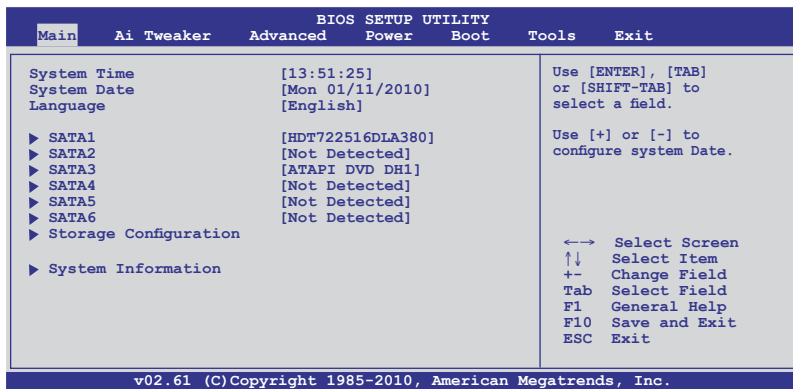 BIOS SETUP UTILITY
Main Ai Tweaker Advanced Power Boot Tools Exit
System Time [13:51:25]
System Date [Mon 01/11/2010]
Language [English]
▶ SATA1 [HDT722516DLA380]
▶ SATA2 [Not Detected]
▶ SATA3 [ATAPI DVD DH1]
▶ SATA4 [Not Detected]
▶ SATA5 [Not Detected]
▶ SATA6 [Not Detected]
▶ Storage Configuration
▶ System Information
Use [ENTER], [TAB]
or [SHIFT-TAB] to
select a field.
Use [+] or [-] to
configure system Date.
←→ Select Screen
↑↓ Select Item
+- Change Field
Tab Select Field
F1 General Help
F10 Save and Exit
ESC Exit
v02.61 (C)Copyright 1985-2010, American Megatrends, Inc.